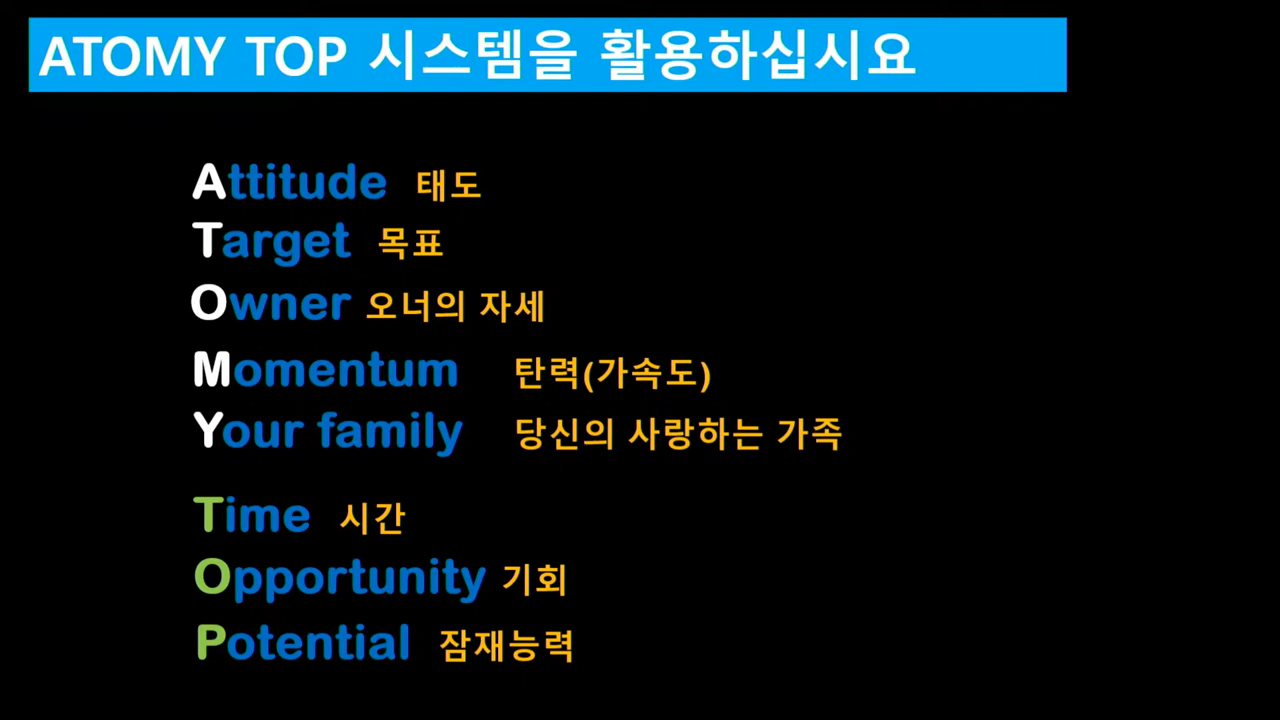 ATOMY TOP 시스템을 활용하십시요
Attitude 태도
Target 목표
Owner 오너의 자세
Momentum 탄력(가속도)
Your family 당신의 사랑하는 가족
Time 시간
Opportunity 기회
Potential 잠재능력